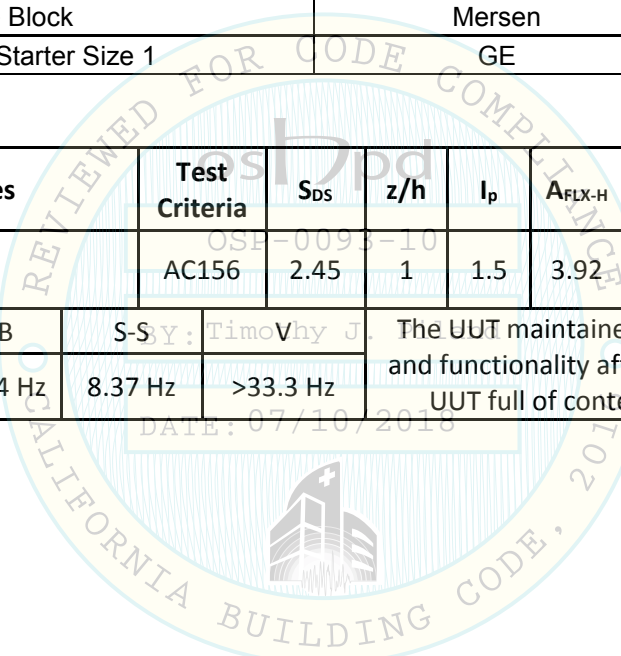 Block Mersen
Starter Size 1 GE
REVIEWED FOR CODE COMPLIANCE
oshpd
es Test Criteria SDS z/h Ip AFLX-H
OSP-0093-10
AC156 2.45 1 1.5 3.92
B S-S V The UUT maintaine
BY: Timothy J.
4 Hz 8.37 Hz >33.3 Hz and functionality af
UUT full of conte
DATE: 07/10/2018
CALIFORNIA BUILDING CODE, 201